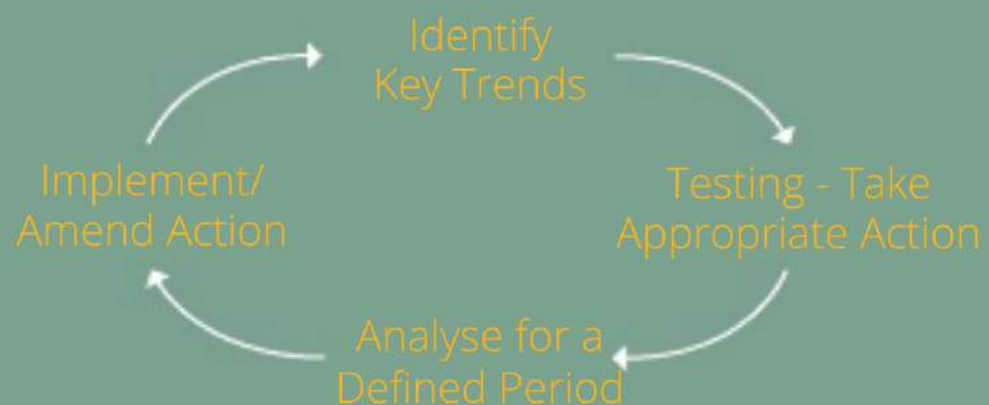 Identify
Key Trends
Testing - Take
Appropriate Action
Analyse for a
Defined Period
Implement/
Amend Action